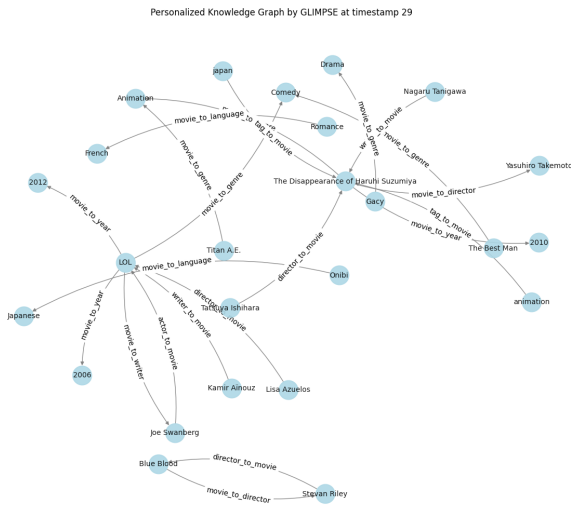 Personalized Knowledge Graph by GLIMPSE at timestamp 29
Drama
japan
Comedy
Nagaru Tanigawa
Animation
movie_to_language
tag_to_movie
movie_to_genre
Romance
movie_to_genre
French
movie_to_genre
Yasuhiro Takemoto
2012
The Disappearance of Haruhi Suzumiya
movie_to_director
movie_to_genre
Gacy
movie_to_year
tag_to_movie
movie_to_year
2010
director_to_movie
Titan A.E.
The Best Man
LOL
movie_to_language
Onibi
animation
Japanese
movie_to_year
writer_to_movie
Tatsuya Ishihara
movie_to_writer
actor_to_movie
2006
Kamir Ainouz
Lisa Azuelos
Joe Swanberg
Blue Blood
director_to_movie
movie_to_director
Stevan Riley